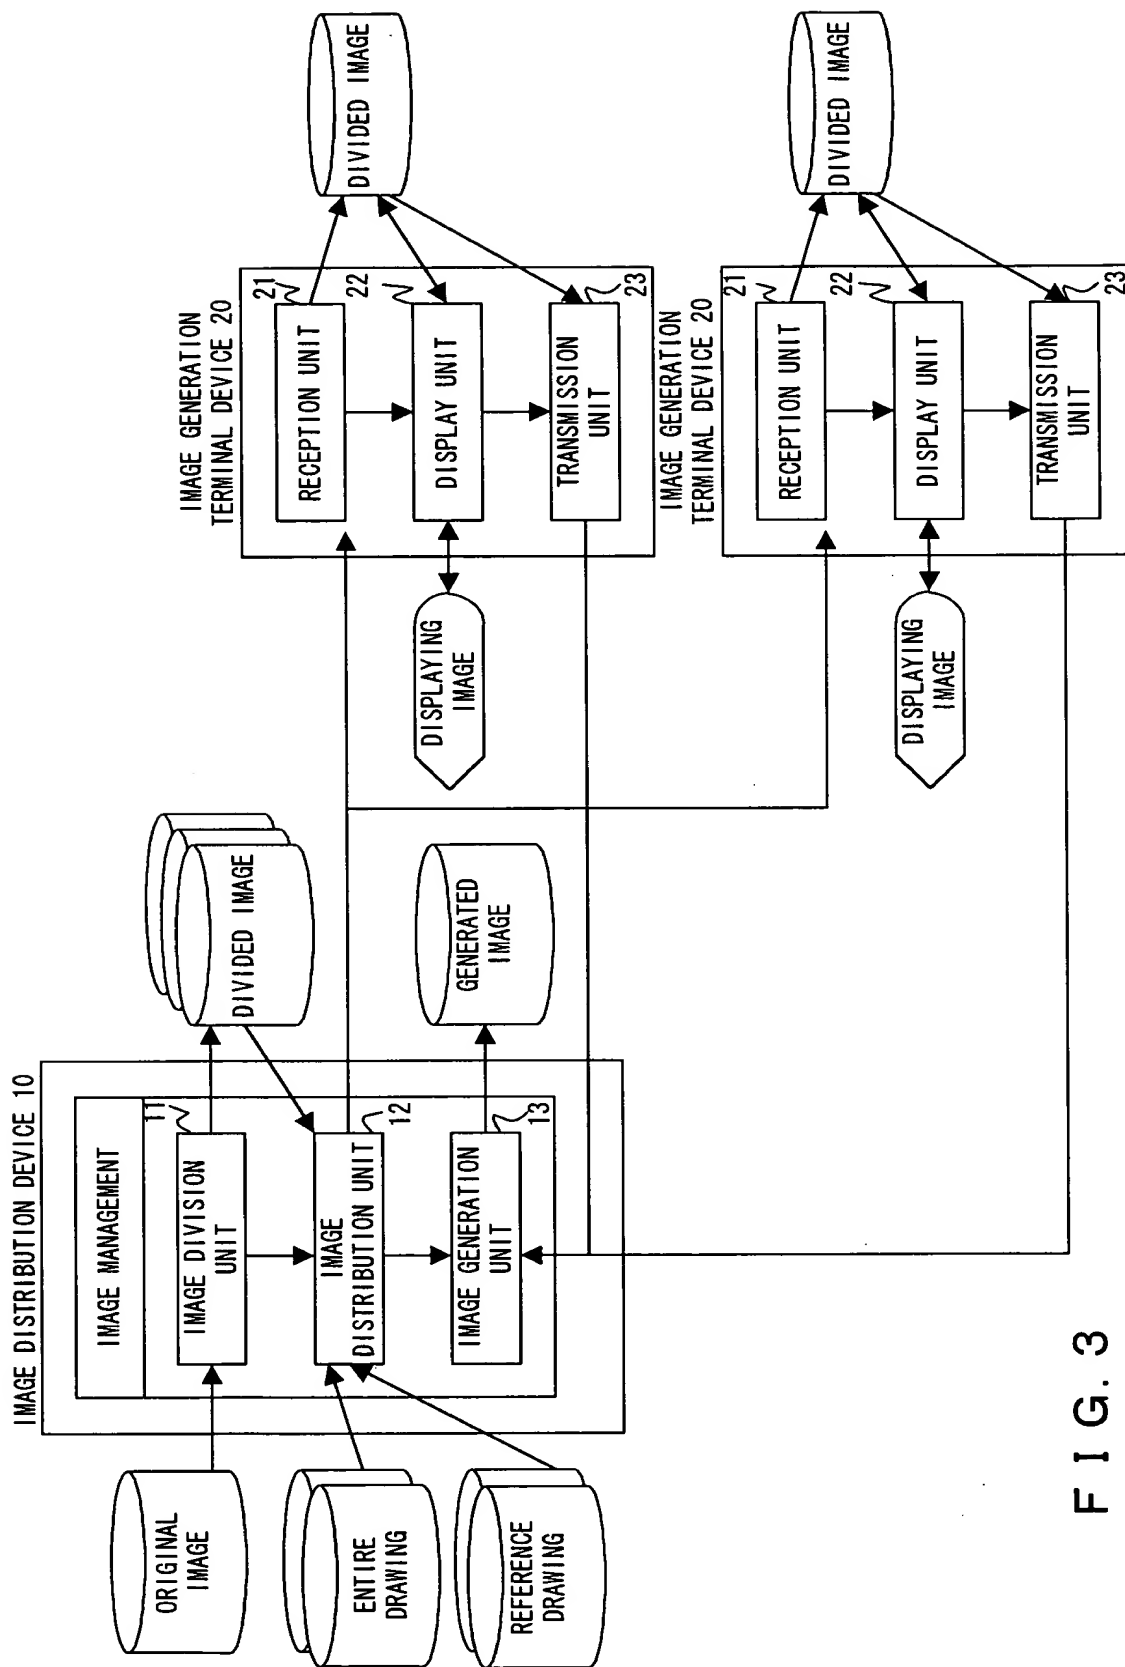 IMAGE DISTRIBUTION DEVICE 10
IMAGE MANAGEMENT
ORIGINAL
IMAGE
11
IMAGE DIVISION
UNIT
DIVIDED IMAGE
ENTIRE
DRAWING
IMAGE
DISTRIBUTION UNIT
12
REFERENCE
DRAWING
IMAGE GENERATION
UNIT
13
GENERATED
IMAGE
IMAGE GENERATION
TERMINAL DEVICE 20
21
RECEPTION UNIT
22
DISPLAY UNIT
TRANSMISSION
UNIT
23
DISPLAYING
IMAGE
DIVIDED IMAGE
IMAGE GENERATION
TERMINAL DEVICE 20
21
RECEPTION UNIT
22
DISPLAY UNIT
TRANSMISSION
UNIT
23
DISPLAYING
IMAGE
DIVIDED IMAGE
FIG. 3